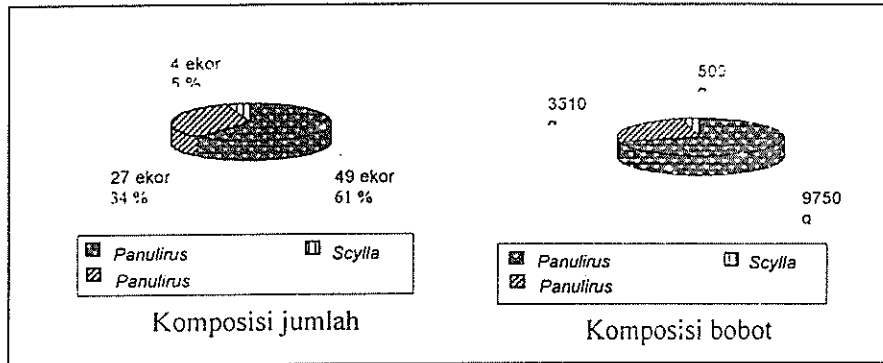 4 ekor
5 %
27 ekor
34 %
49 ekor
61 %
Panulirus
Scylla
Panulirus
Komposisi jumlah
3510
g
9750
g
Panulirus
Scylla
Panulirus
Komposisi bobot